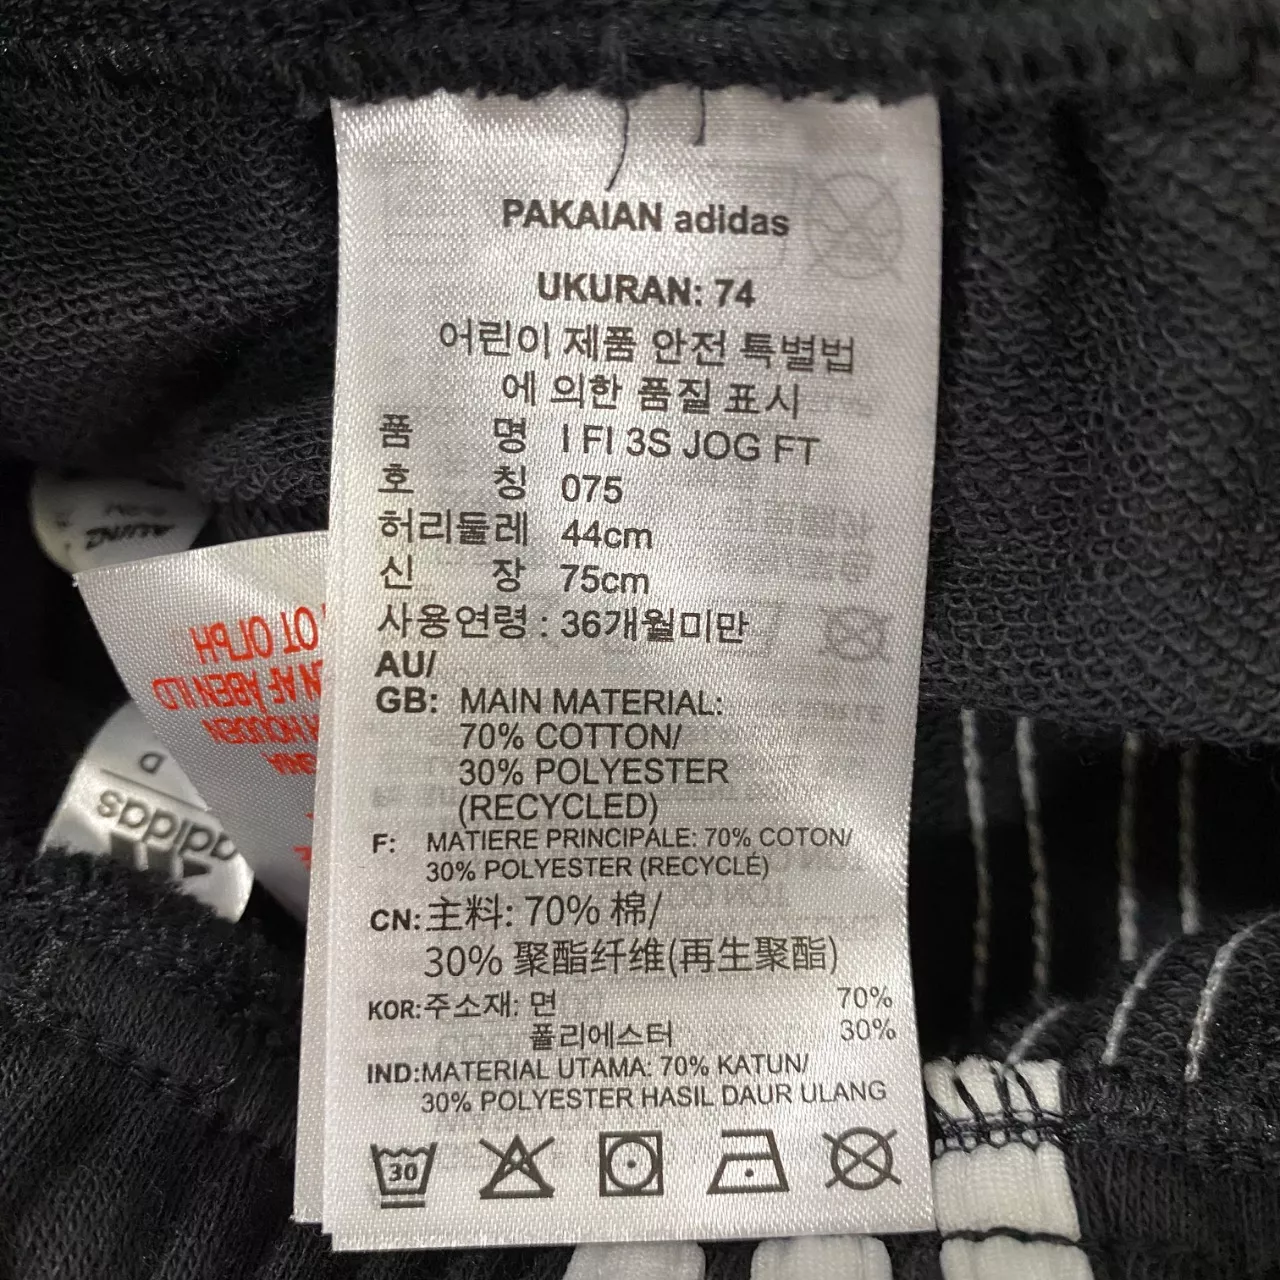 PAKAIAN adidas
UKURAN: 74
어린이 제품 안전 특별법
에 의한 품질 표시
품 명 I FI 3S JOG FT
호 칭 075
허리둘레 44cm
신 장 75cm
사용연령 : 36개월미만
AU/
GB: MAIN MATERIAL:
70% COTTON/
30% POLYESTER
(RECYCLED)
F: MATIERE PRINCIPALE: 70% COTON/
30% POLYESTER (RECYCLÉ)
CN: 主料: 70% 棉/
30% 聚酯纤维(再生聚酯)
KOR: 주소재: 면 70%
폴리에스터 30%
IND: MATERIAL UTAMA: 70% KATUN/
30% POLYESTER HASIL DAUR ULANG
30
adidas